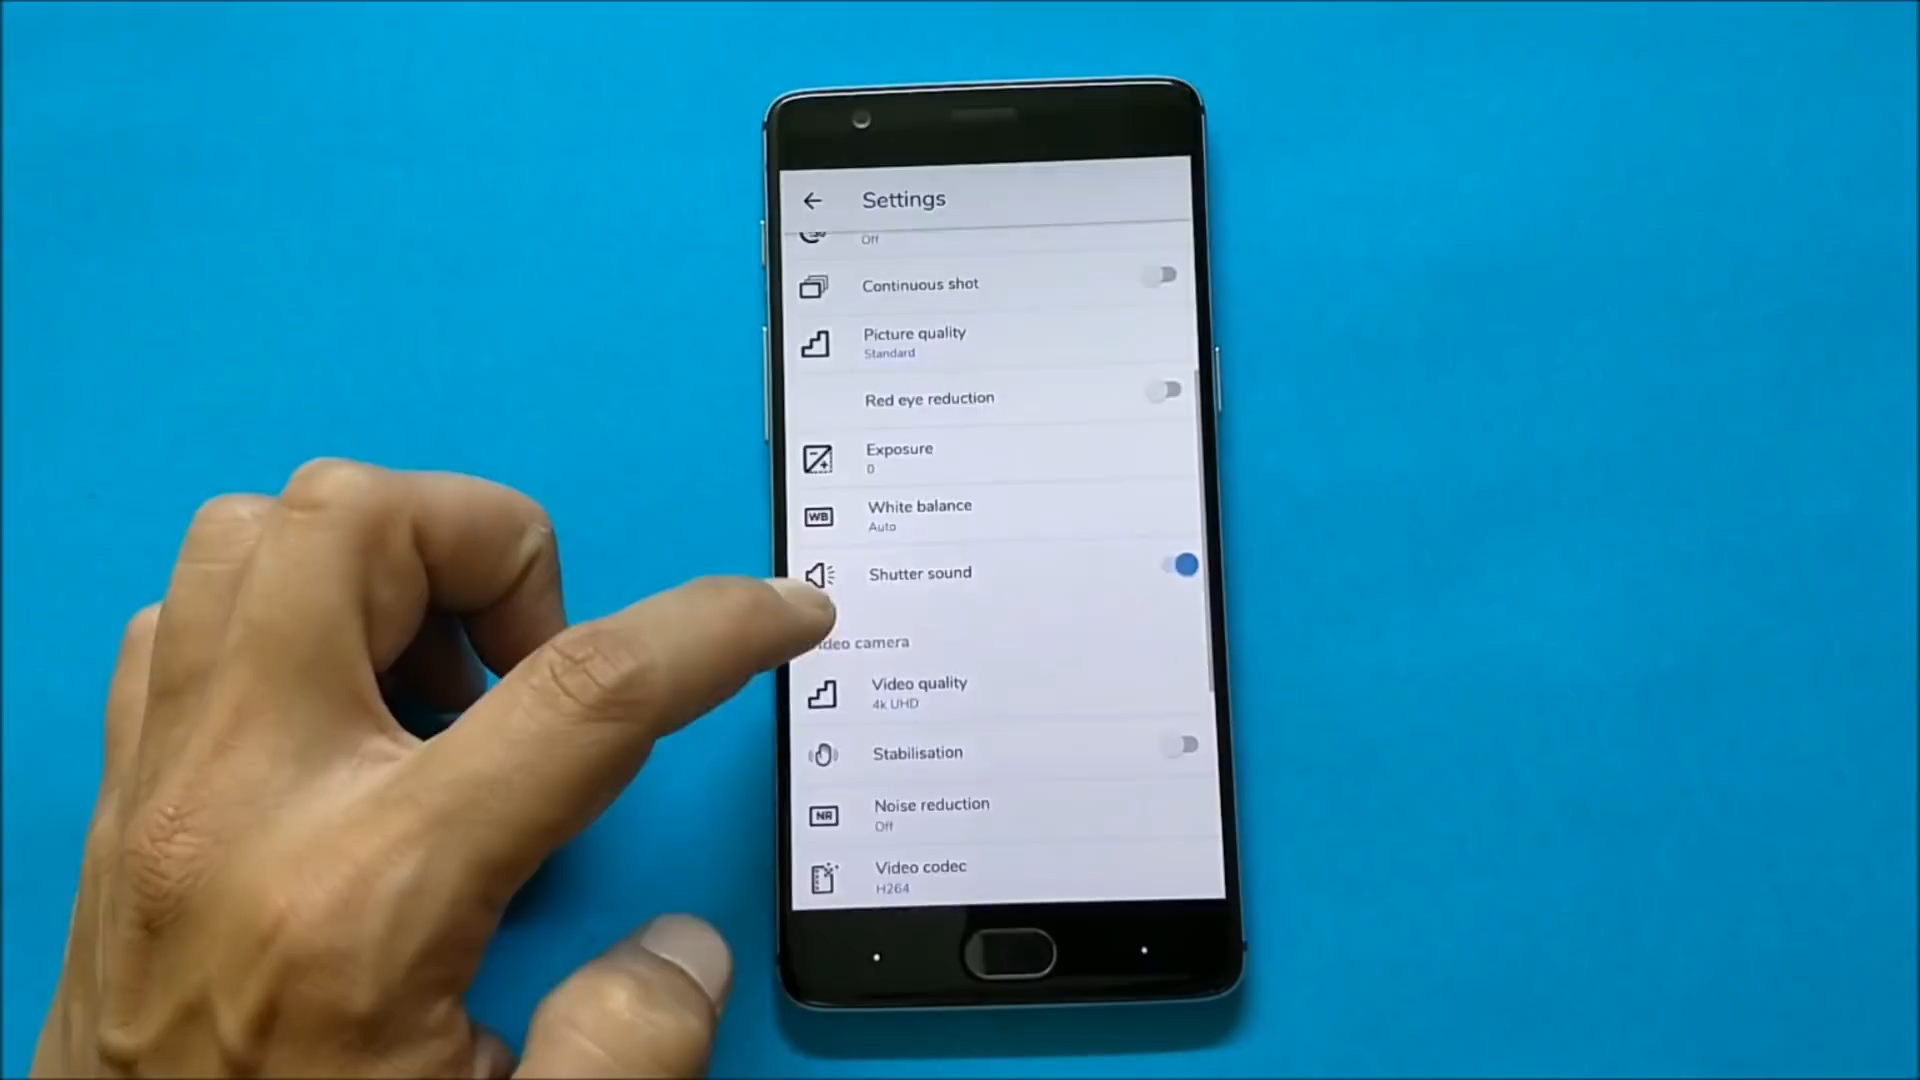 Settings
Off
Continuous shot
Picture quality
Standard
Red eye reduction
Exposure
0
WB
White balance
Auto
Shutter sound
ideo camera
Video quality
4k UHD
Stabilisation
NR
Noise reduction
Off
Video codec
H264